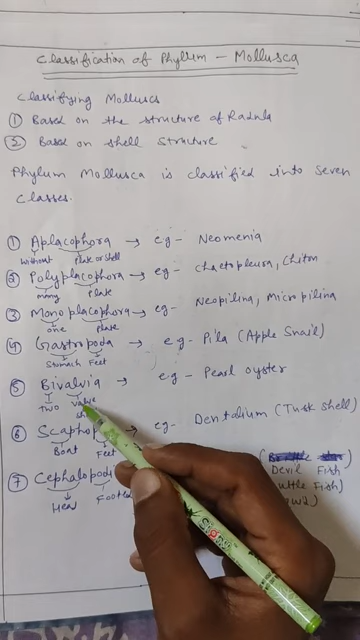 Classification of Phylum - Mollusca
Classifying Molluscs
① Based on the structure of Radula
② Based on shell structure
Phylum Mollusca is classified into seven
classes.
① Aplacophora → eg - Neomenia
without Plate or shell
② Polyplacophora → eg - Chaetopleura, Chiton
many Plate
③ Monoplacophora → eg - Neopilina, Micropilina
one Plate
④ Gastropoda → eg - Pila (Apple Snail)
Stomach Feet
⑤ Bivalvia → eg - Pearl oyster
Two valve
⑥ Scaphop → eg - Dentalium (Tusk Shell)
Boat Feet
Devil Fish
⑦ Cephalopod uttle Fish)
Head Footed